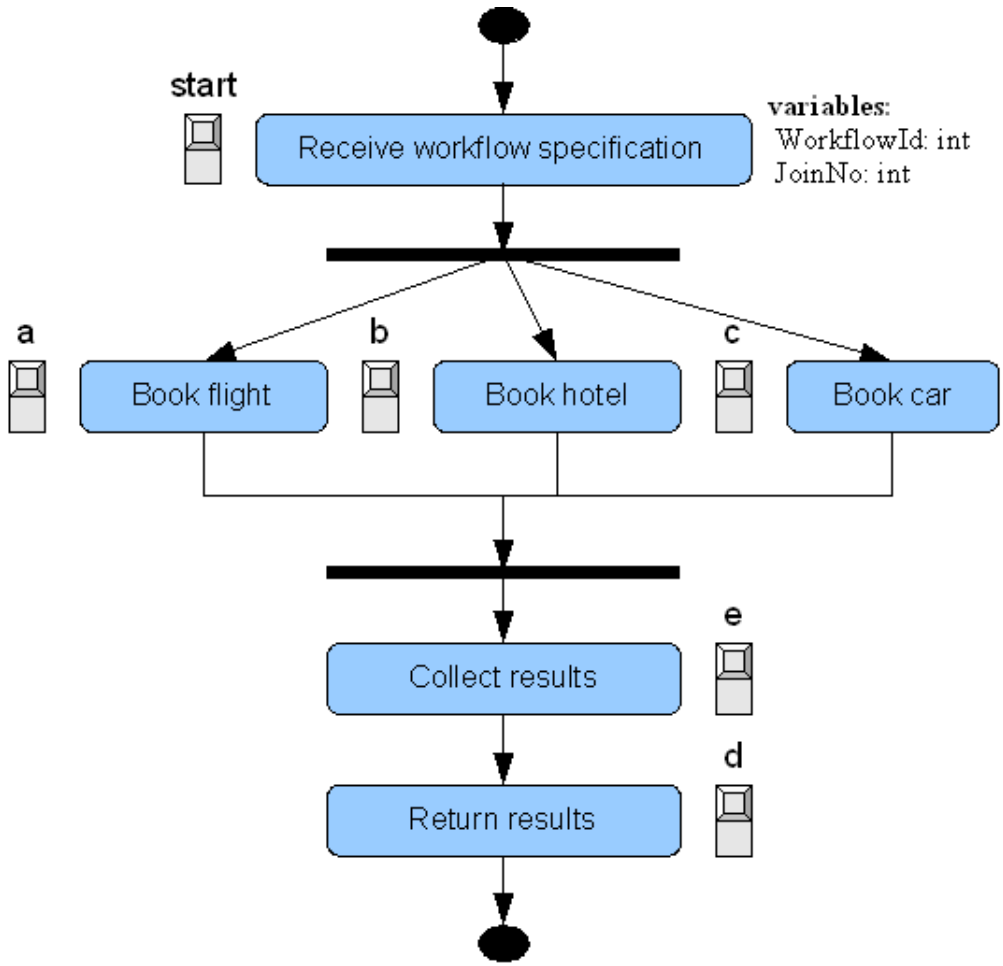 start
Receive workflow specification
variables:
WorkflowId: int
JoinNo: int
a
Book flight
b
Book hotel
c
Book car
e
Collect results
d
Return results